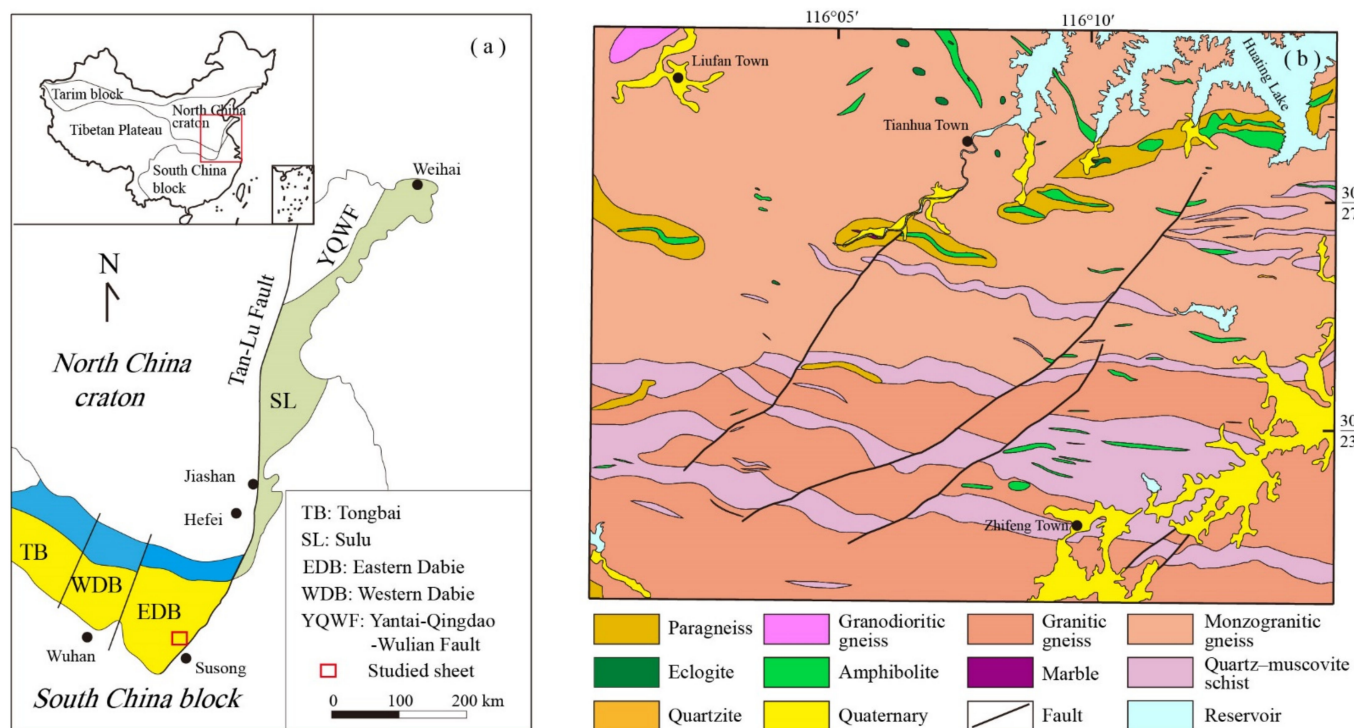 (a)
Tarim block
North China
craton
Tibetan Plateau
South China
block
Weihai
YQWF
N
Tan-Lu Fault
North China
craton
SL
Jiashan
Hefei
TB
WDB
EDB
Wuhan
Susong
South China block
TB: Tongbai
SL: Sulu
EDB: Eastern Dabie
WDB: Western Dabie
YQWF: Yantai-Qingdao
-Wulian Fault
Studied sheet
0 100 200 km
116°05′ 116°10′
(b)
Liufan Town
Huating Lake
Tianhua Town
30
27
30
23
Zhifeng Town
Paragneiss
Granodioritic
gneiss
Granitic
gneiss
Monzogranitic
gneiss
Eclogite
Amphibolite
Marble
Quartz–muscovite
schist
Quartzite
Quaternary
Fault
Reservoir